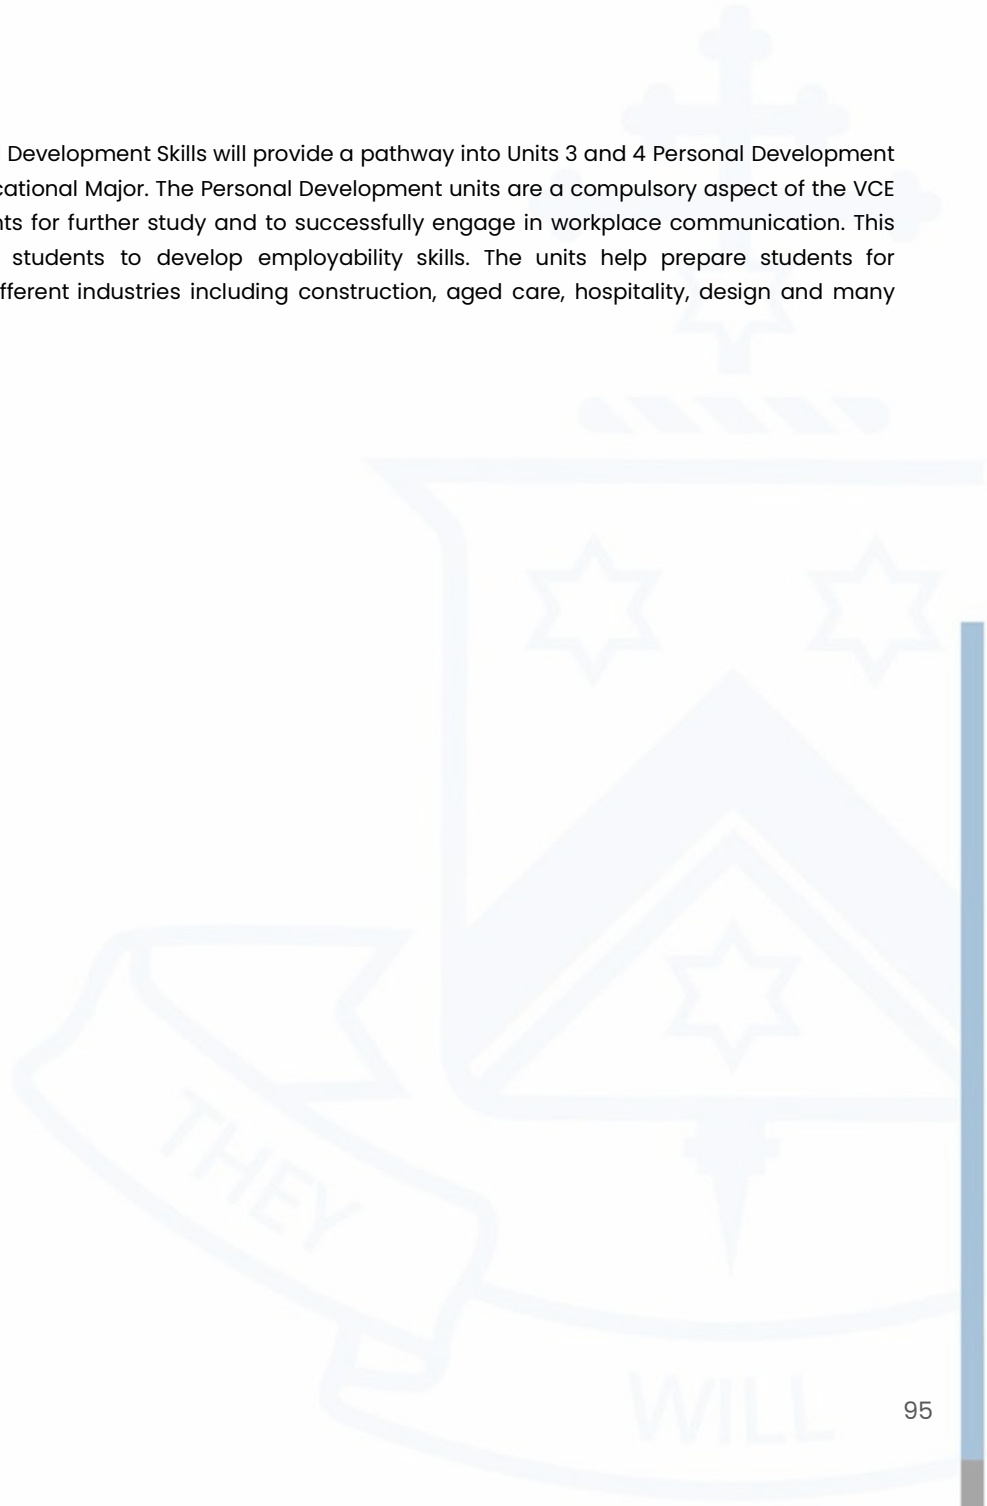 Development Skills will provide a pathway into Units 3 and 4 Personal Development
cational Major. The Personal Development units are a compulsory aspect of the VCE
nts for further study and to successfully engage in workplace communication. This
students to develop employability skills. The units help prepare students for
fferent industries including construction, aged care, hospitality, design and many
THEY
WILL
95